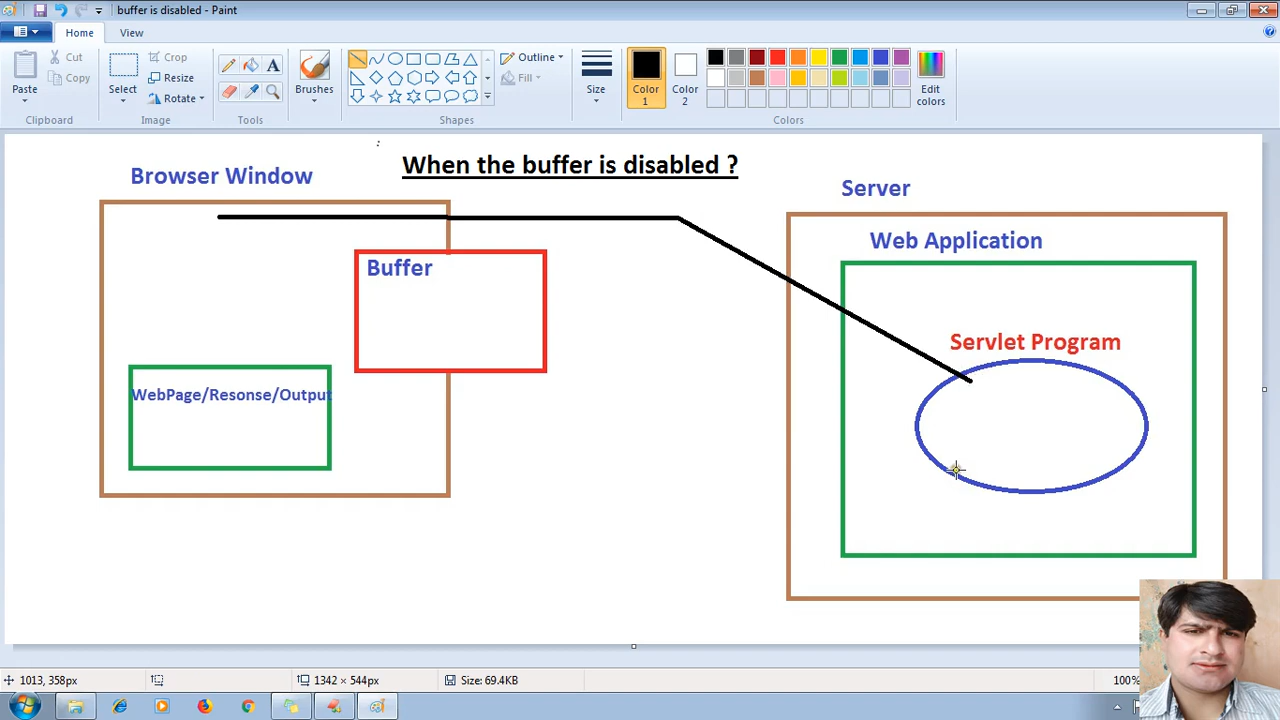 buffer is disabled - Paint
Home
View
Paste
Cut
Copy
Clipboard
Select
Crop
Resize
Rotate
Image
A
Tools
Brushes
Outline
Fill
Shapes
Size
Color 1
Color 2
Edit colors
Colors
When the buffer is disabled ?
Browser Window
Server
Web Application
Buffer
Servlet Program
WebPage/Resonse/Output
1013, 358px
1342 × 544px
Size: 69.4KB
100%